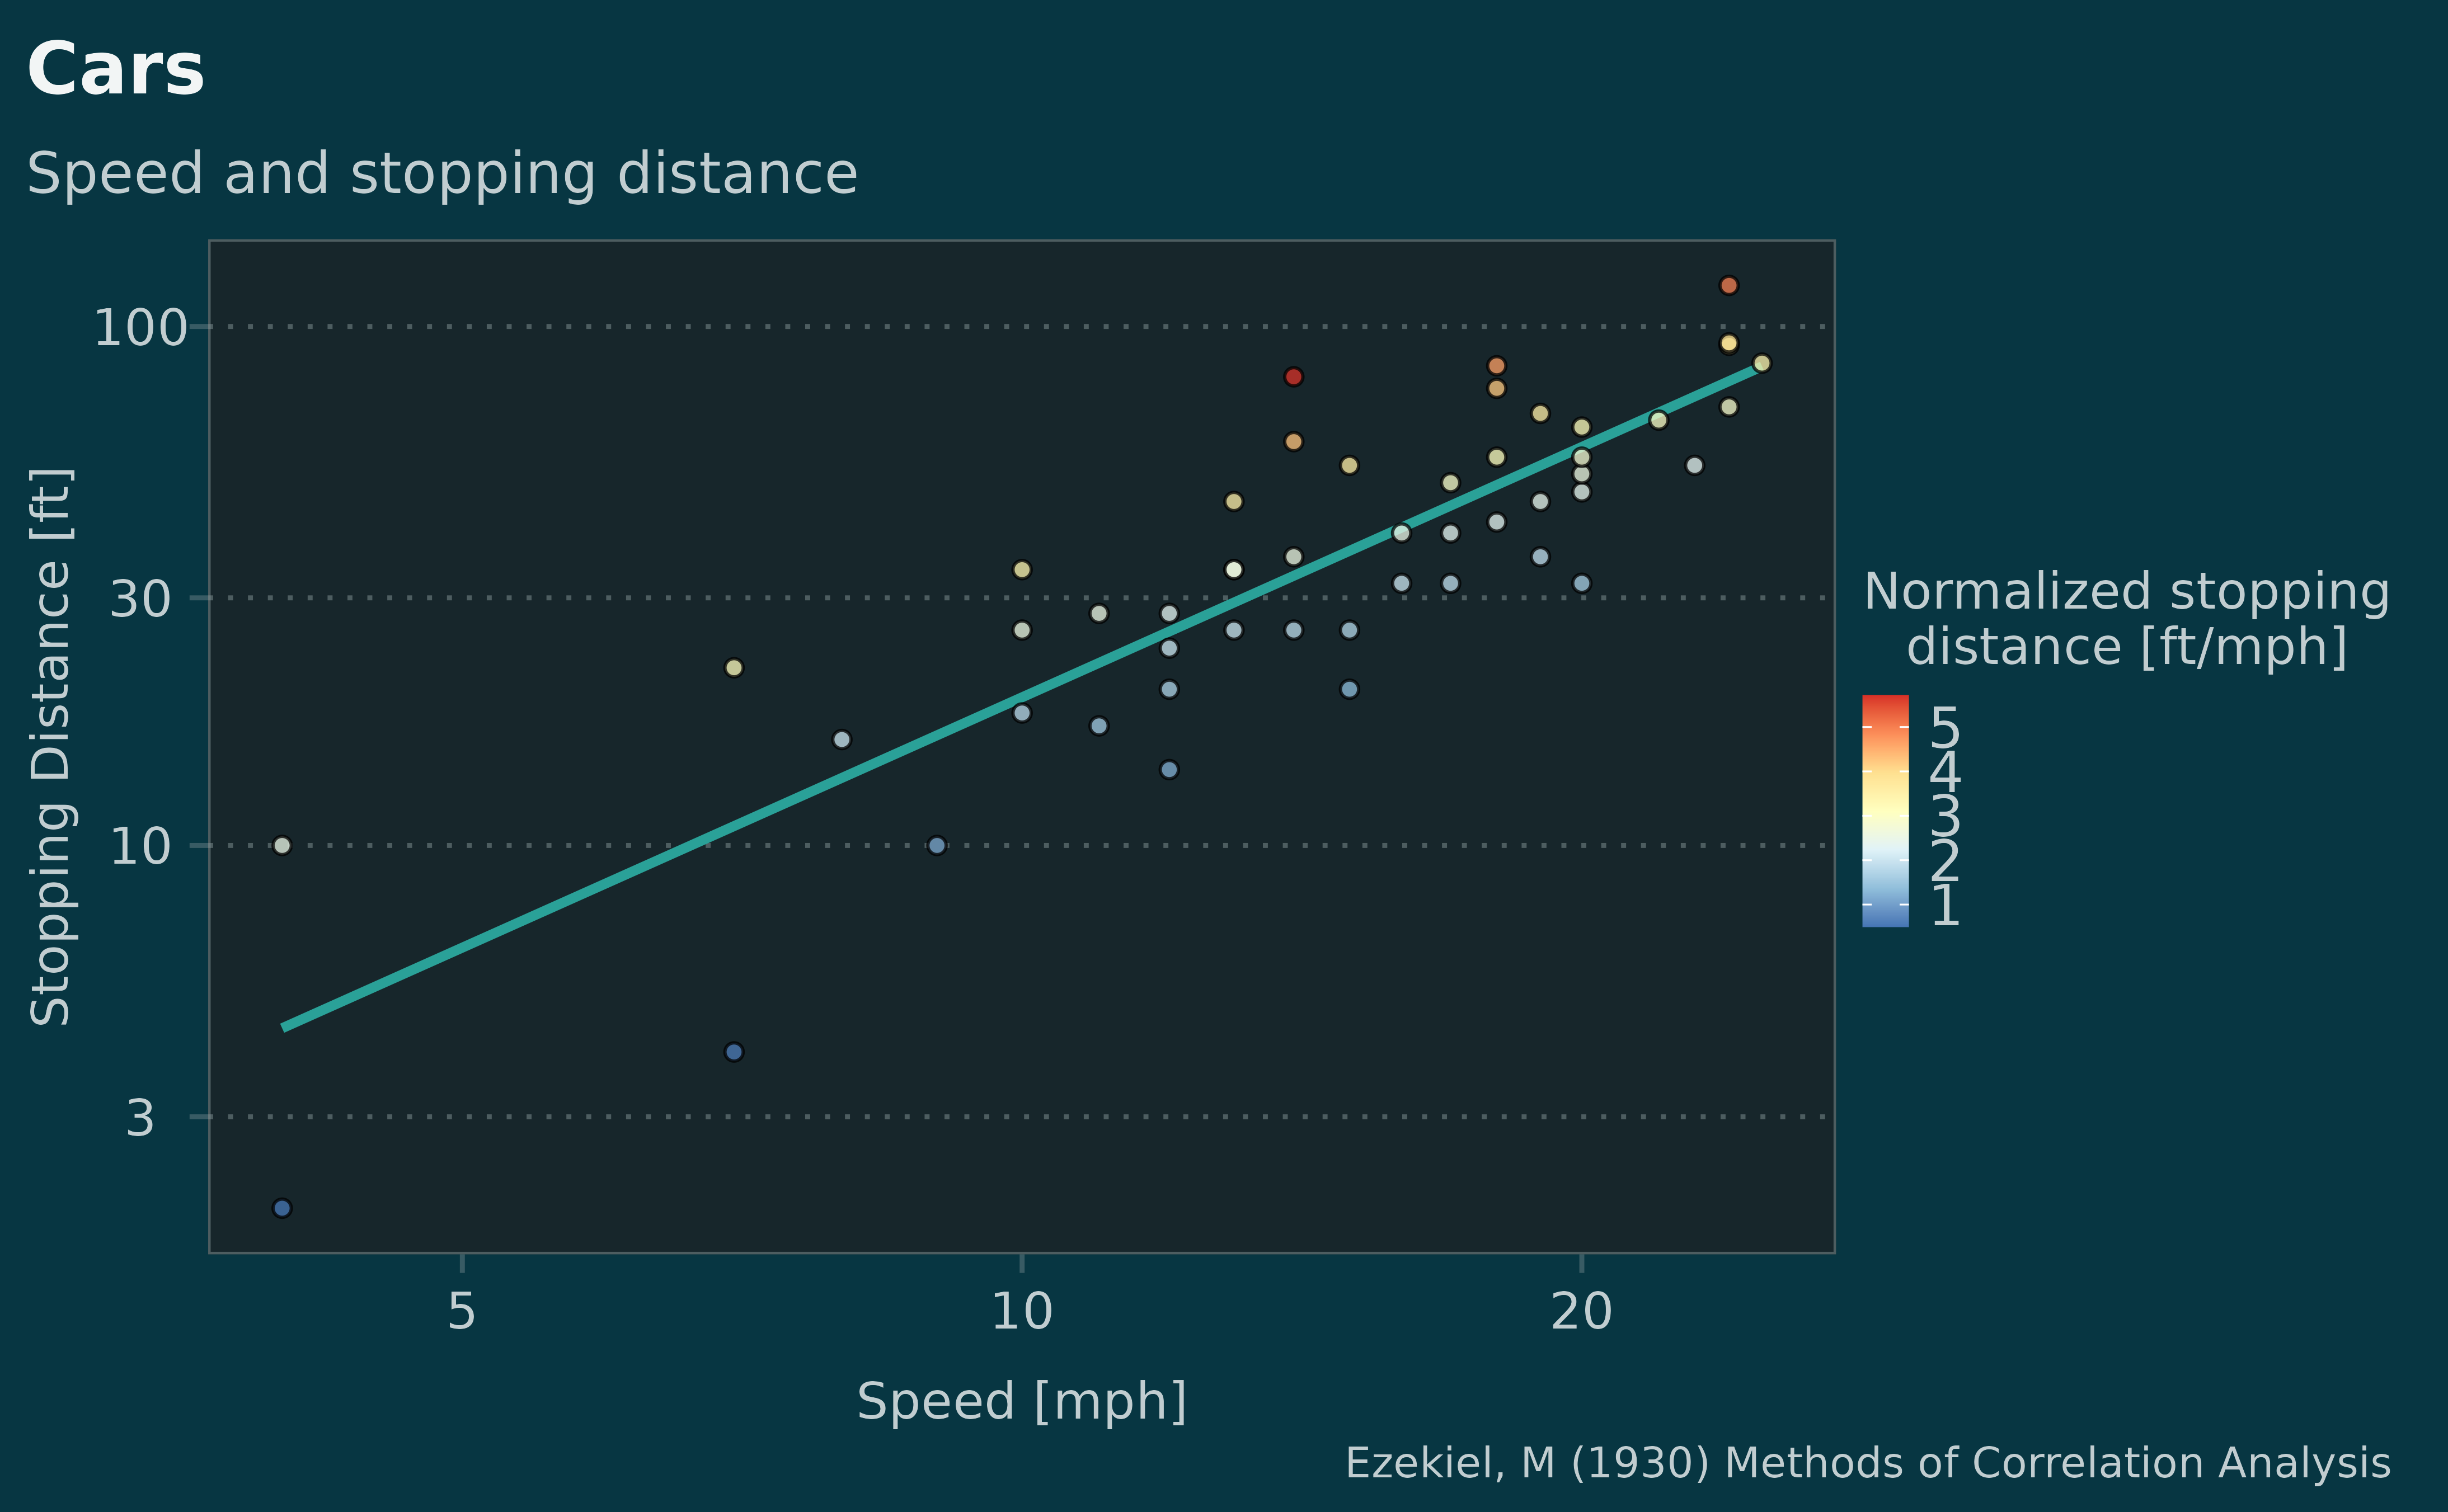 Cars
Speed and stopping distance
Stopping Distance [ft]
100
30
10
3
5
10
20
Speed [mph]
Normalized stopping
distance [ft/mph]
5
4
3
2
1
Ezekiel, M (1930) Methods of Correlation Analysis